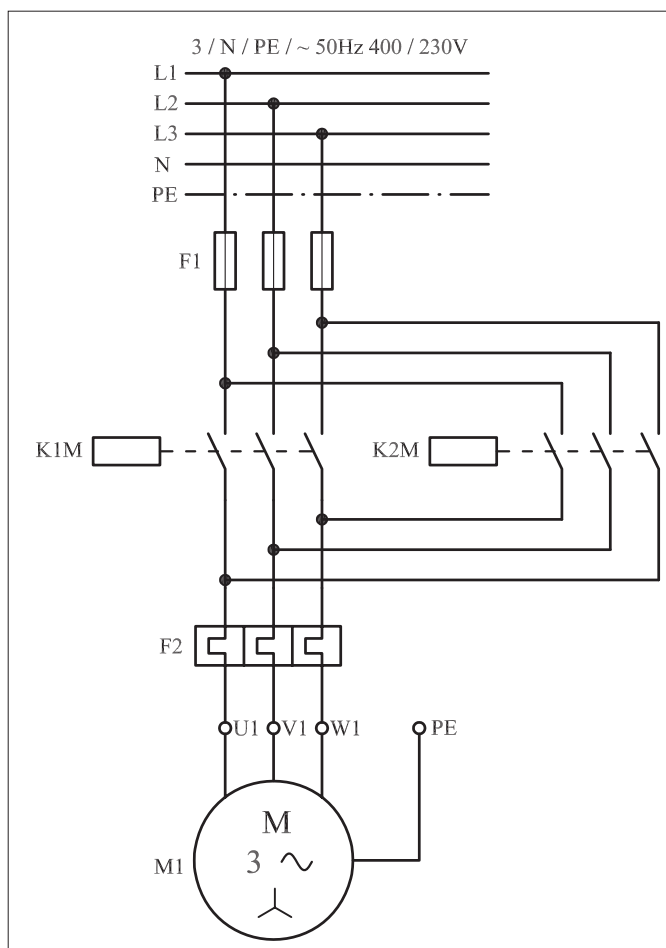 3 / N / PE / ~ 50Hz 400 / 230V
L1
L2
L3
N
PE
F1
K1M
K2M
F2
U1 V1 W1 PE
M
3 ~
M1